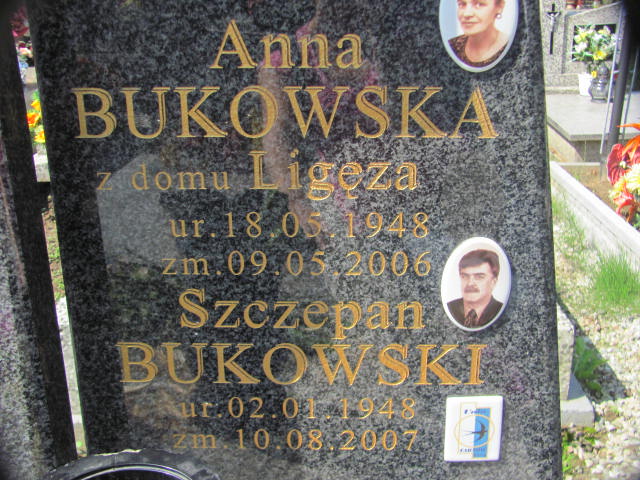 Anna
BUKOWSKA
z domu Ligęza
ur.18.05.1948
zm.09.05.2006
Szczepan
BUKOWSKI
ur.02.01.1948
zm.10.08.2007